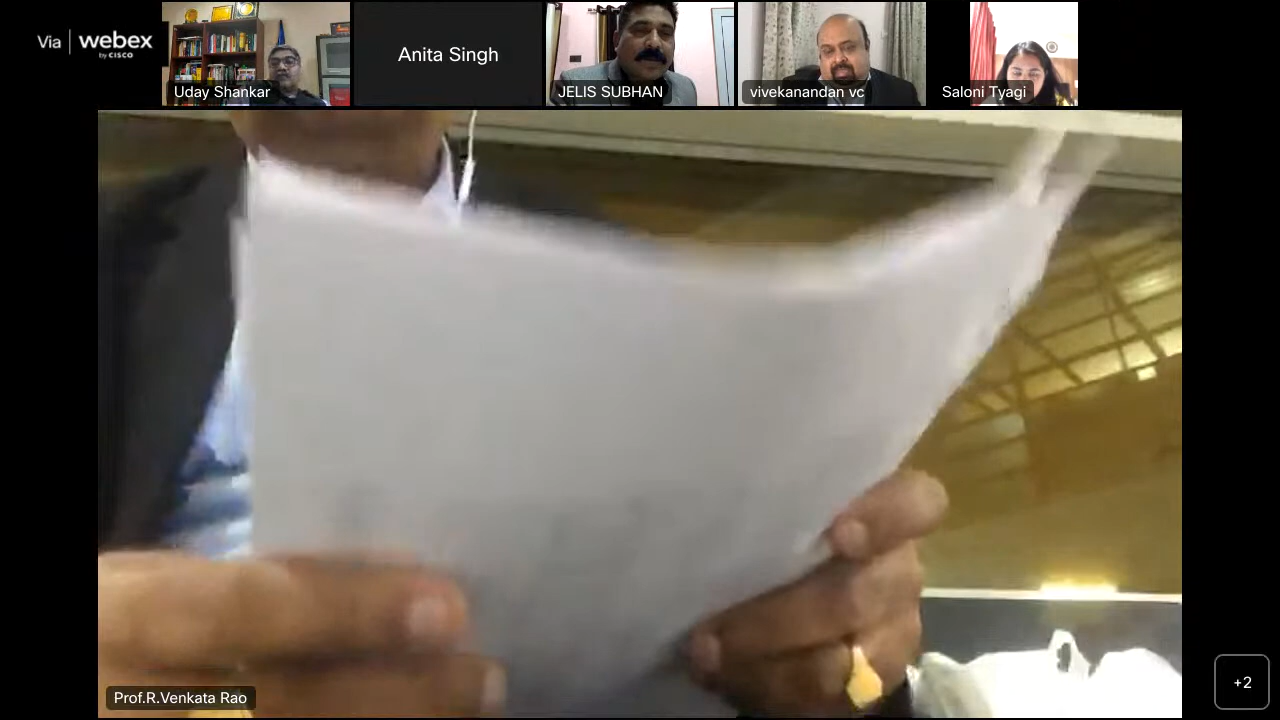 Via webex
by CISCO
Uday Shankar
Anita Singh
JELIS SUBHAN
vivekanandan vc
Saloni Tyagi
Prof.R.Venkata Rao
+2